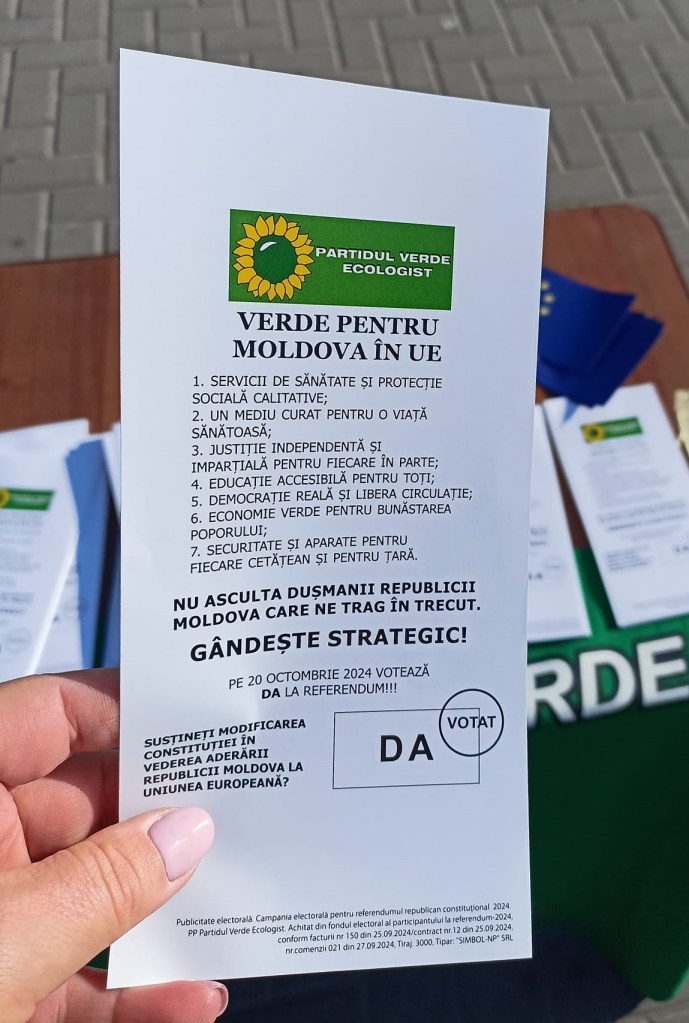 PARTIDUL VERDE
ECOLOGIST
VERDE PENTRU
MOLDOVA ÎN UE
1. SERVICII DE SĂNĂTATE ȘI PROTECȚIE
SOCIALĂ CALITATIVE;
2. UN MEDIU CURAT PENTRU O VIAȚĂ
SĂNĂTOASĂ;
3. JUSTIȚIE INDEPENDENTĂ ȘI
IMPARȚIALĂ PENTRU FIECARE ÎN PARTE;
4. EDUCAȚIE ACCESIBILĂ PENTRU TOȚI;
5. DEMOCRAȚIE REALĂ ȘI LIBERA CIRCULAȚIE;
6. ECONOMIE VERDE PENTRU BUNĂSTAREA
POPORULUI;
7. SECURITATE ȘI APARATE PENTRU
FIECARE CETĂȚEAN ȘI PENTRU ȚARĂ.
NU ASCULTA DUȘMANII REPUBLICII
MOLDOVA CARE NE TRAG ÎN TRECUT.
GÂNDEȘTE STRATEGIC!
PE 20 OCTOMBRIE 2024 VOTEAZĂ
DA LA REFERENDUM!!!
SUSȚINEȚI MODIFICAREA
CONSTITUȚIEI ÎN
VEDEREA ADERĂRII
REPUBLICII MOLDOVA LA
UNIUNEA EUROPEANĂ?
DA
VOTAT
Publicitate electorală. Campania electorală pentru referendumul republican constituțional 2024.
PP Partidul Verde Ecologist. Achitat din fondul electoral al participantului la referendum-2024,
conform facturii nr 150 din 25.09.2024/contract nr.12 din 25.09.2024,
nr.comenzii 021 din 27.09.2024, Tiraj: 3000, Tipar: "SIMBOL-NP" SRL
RDE